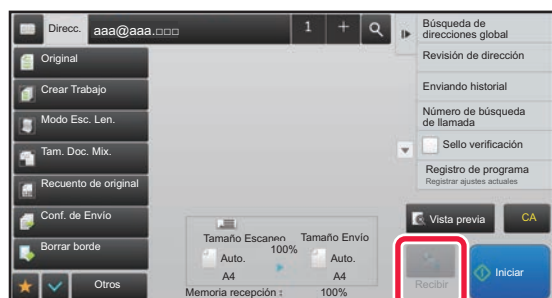 Direcc.
aaa@aaa.□□□
1
+
Original
Crear Trabajo
Modo Esc. Len.
Tam. Doc. Mix.
Recuento de original
Conf. de Envío
Borrar borde
Otros
Tamaño Escaneo
100%
Tamaño Envío
Auto.
A4
Auto.
A4
Memoria recepción :
100%
Búsqueda de
direcciones global
Revisión de dirección
Enviando historial
Número de búsqueda
de llamada
Sello verificación
Registro de programa
Registrar ajustes actuales
Vista previa
CA
Recibir
Iniciar